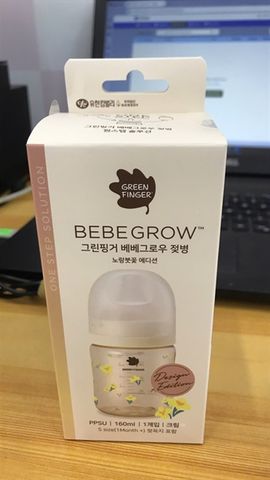 유한킴벌리
GREEN
FINGER
BEBEGROW™
그린핑거 베베그로우 젖병
노랑붓꽃 에디션
ONE STEP SOLUTION
Design
Edition
PPSU | 160ml | 1개입 | 크림
S size(1Month +) 젖꼭지 포함